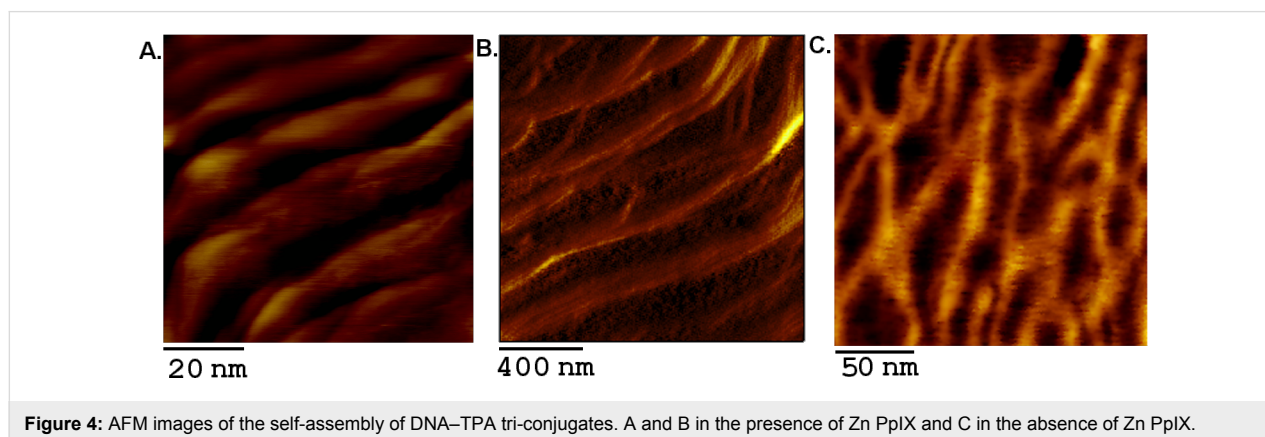 A.
B.
C.
20 nm
400 nm
50 nm
Figure 4: AFM images of the self-assembly of DNA–TPA tri-conjugates. A and B in the presence of Zn PpIX and C in the absence of Zn PpIX.